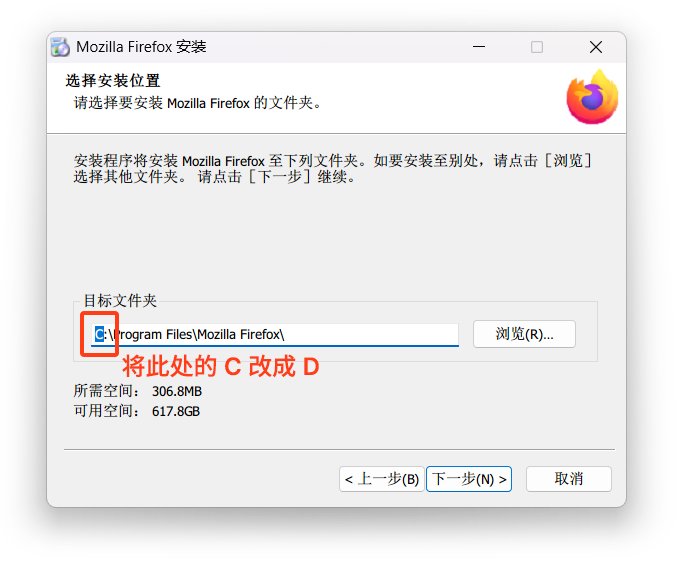 Mozilla Firefox 安装
选择安装位置
请选择要安装 Mozilla Firefox 的文件夹。
安装程序将安装 Mozilla Firefox 至下列文件夹。如要安装至别处，请点击［浏览］
选择其他文件夹。 请点击［下一步］继续。
目标文件夹
C:\Program Files\Mozilla Firefox\
浏览(R)...
将此处的 C 改成 D
所需空间： 306.8MB
可用空间： 617.8GB
< 上一步(B)
下一步(N) >
取消